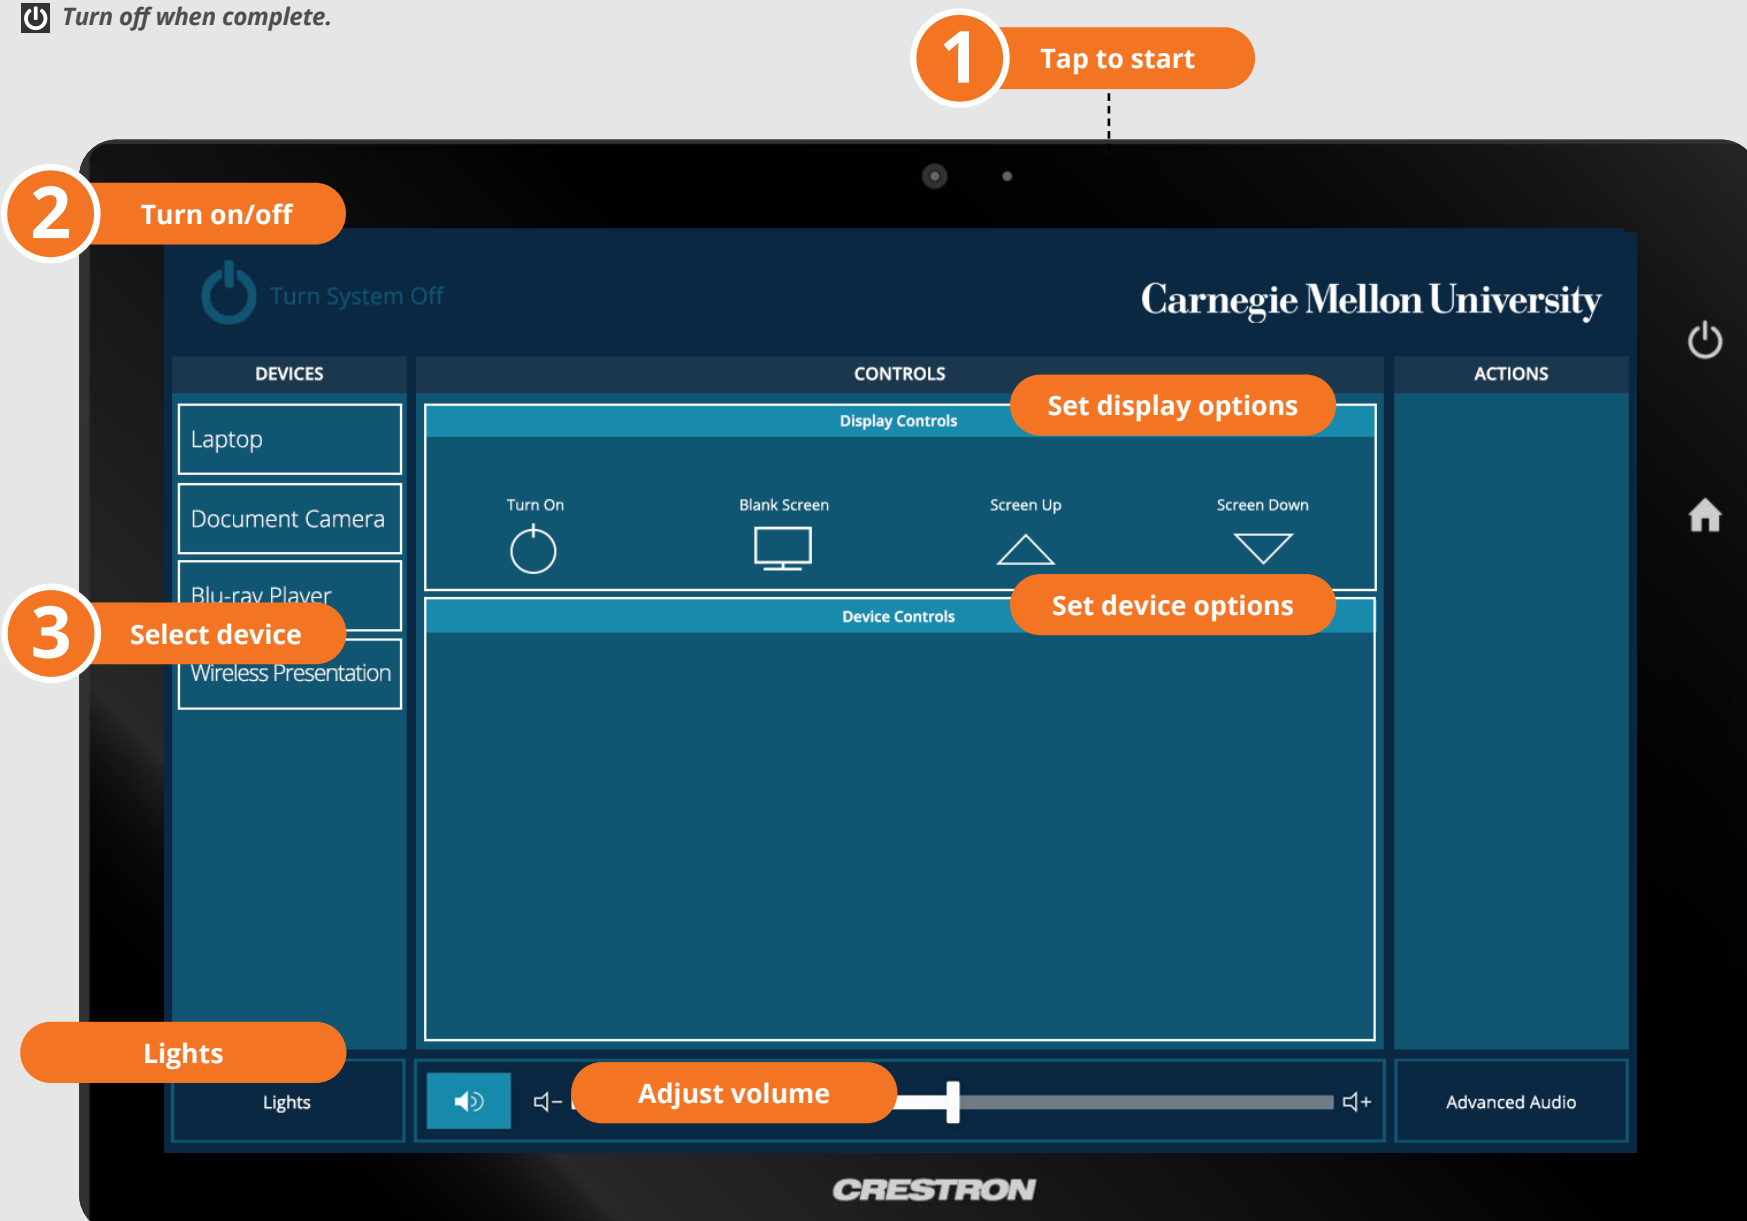 Turn off when complete.
1 Tap to start
2 Turn on/off
Turn System Off
Carnegie Mellon University
DEVICES
CONTROLS
ACTIONS
Set display options
Display Controls
Laptop
Turn On
Blank Screen
Screen Up
Screen Down
Document Camera
Blu-ray Player
Set device options
Device Controls
3 Select device
Wireless Presentation
Lights
Adjust volume
Lights
Advanced Audio
CRESTRON